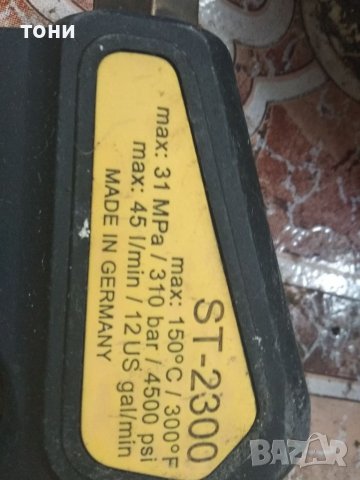 тони
ST-2300
max: 150°C / 300°F
max: 31 MPa / 310 bar / 4500 psi
max: 45 l/min / 12 US gal/min
MADE IN GERMANY
BAZAR